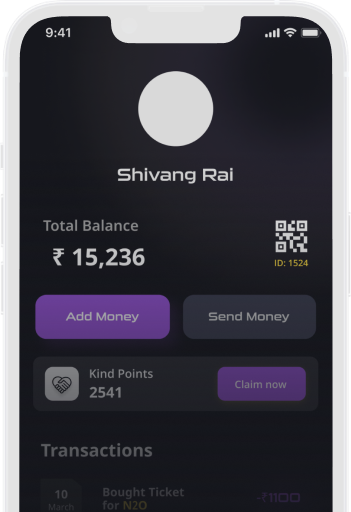 9:41
Shivang Rai
Total Balance
₹ 15,236
ID: 1524
Add Money
Send Money
Kind Points
2541
Claim now
Transactions
10
March
Bought Ticket
for N2O
-₹1100